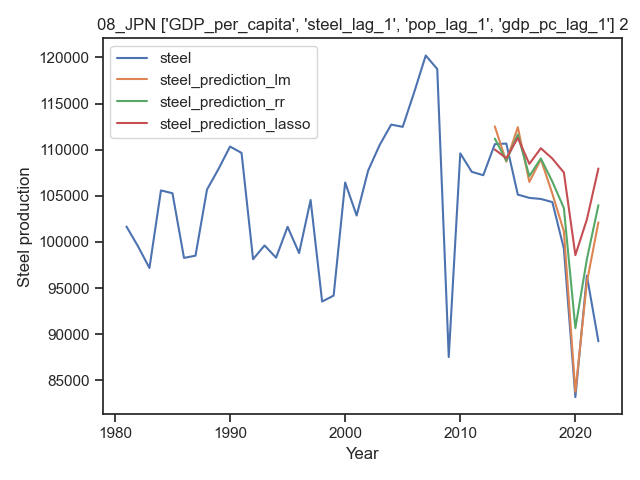 08_JPN ['GDP_per_capita', 'steel_lag_1', 'pop_lag_1', 'gdp_pc_lag_1'] 2
steel
steel_prediction_lm
steel_prediction_rr
steel_prediction_lasso
120000
115000
110000
105000
100000
95000
90000
85000
Steel production
1980
1990
2000
2010
2020
Year